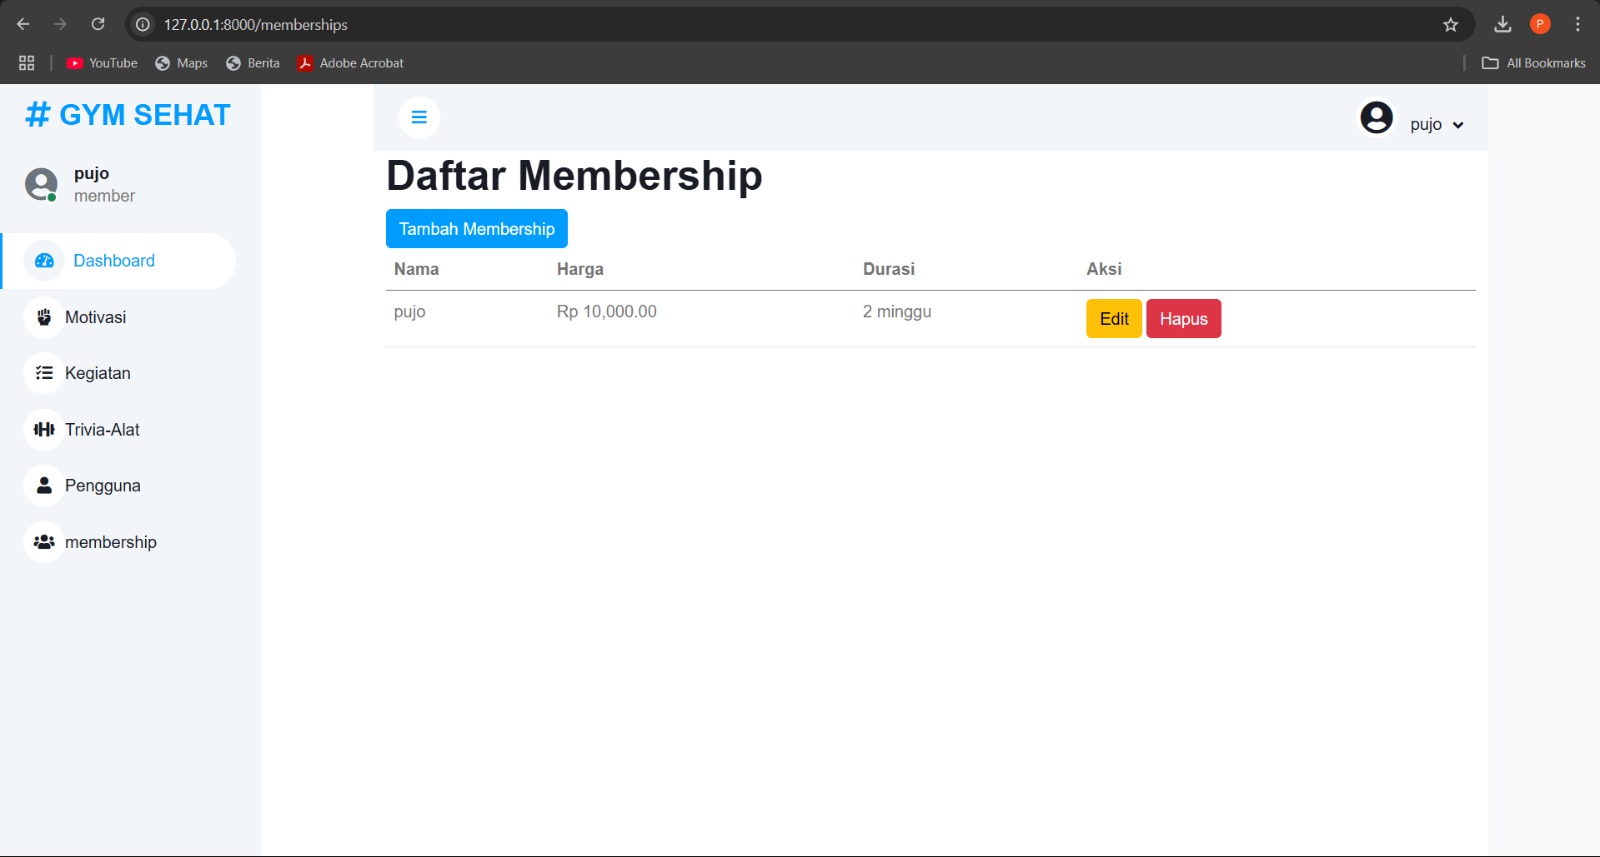 127.0.0.1:8000/memberships
P
YouTube Maps Berita Adobe Acrobat All Bookmarks
# GYM SEHAT
pujo
member
Dashboard
Motivasi
Kegiatan
Trivia-Alat
Pengguna
membership
pujo
Daftar Membership
Tambah Membership
Nama Harga Durasi Aksi
pujo Rp 10,000.00 2 minggu Edit Hapus